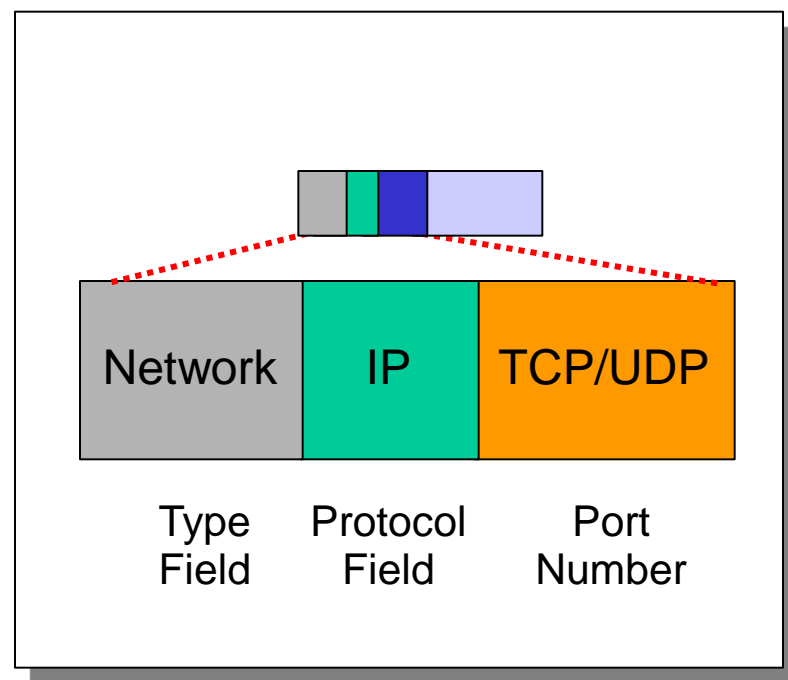 Network IP TCP/UDP
Type Protocol Port
Field Field Number